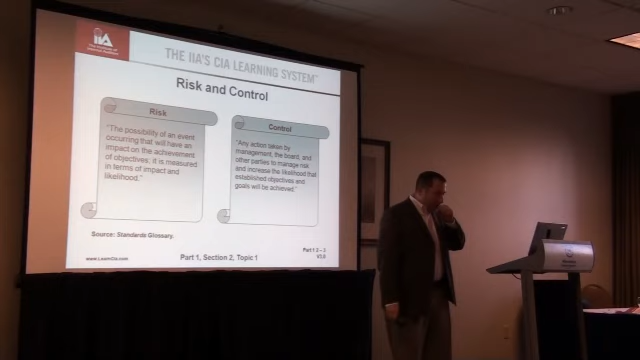 IIA
THE IIA'S CIA LEARNING SYSTEM™
Risk and Control
Risk
"The possibility of an event
occurring that will have an
impact on the achievement
of objectives; it is measured
in terms of impact and
likelihood."
Control
"Any action taken by
management, the board, and
other parties to manage risk
and increase the likelihood that
established objectives and
goals will be achieved."
Source: Standards Glossary.
www.LearnCia.com
Part 1, Section 2, Topic 1